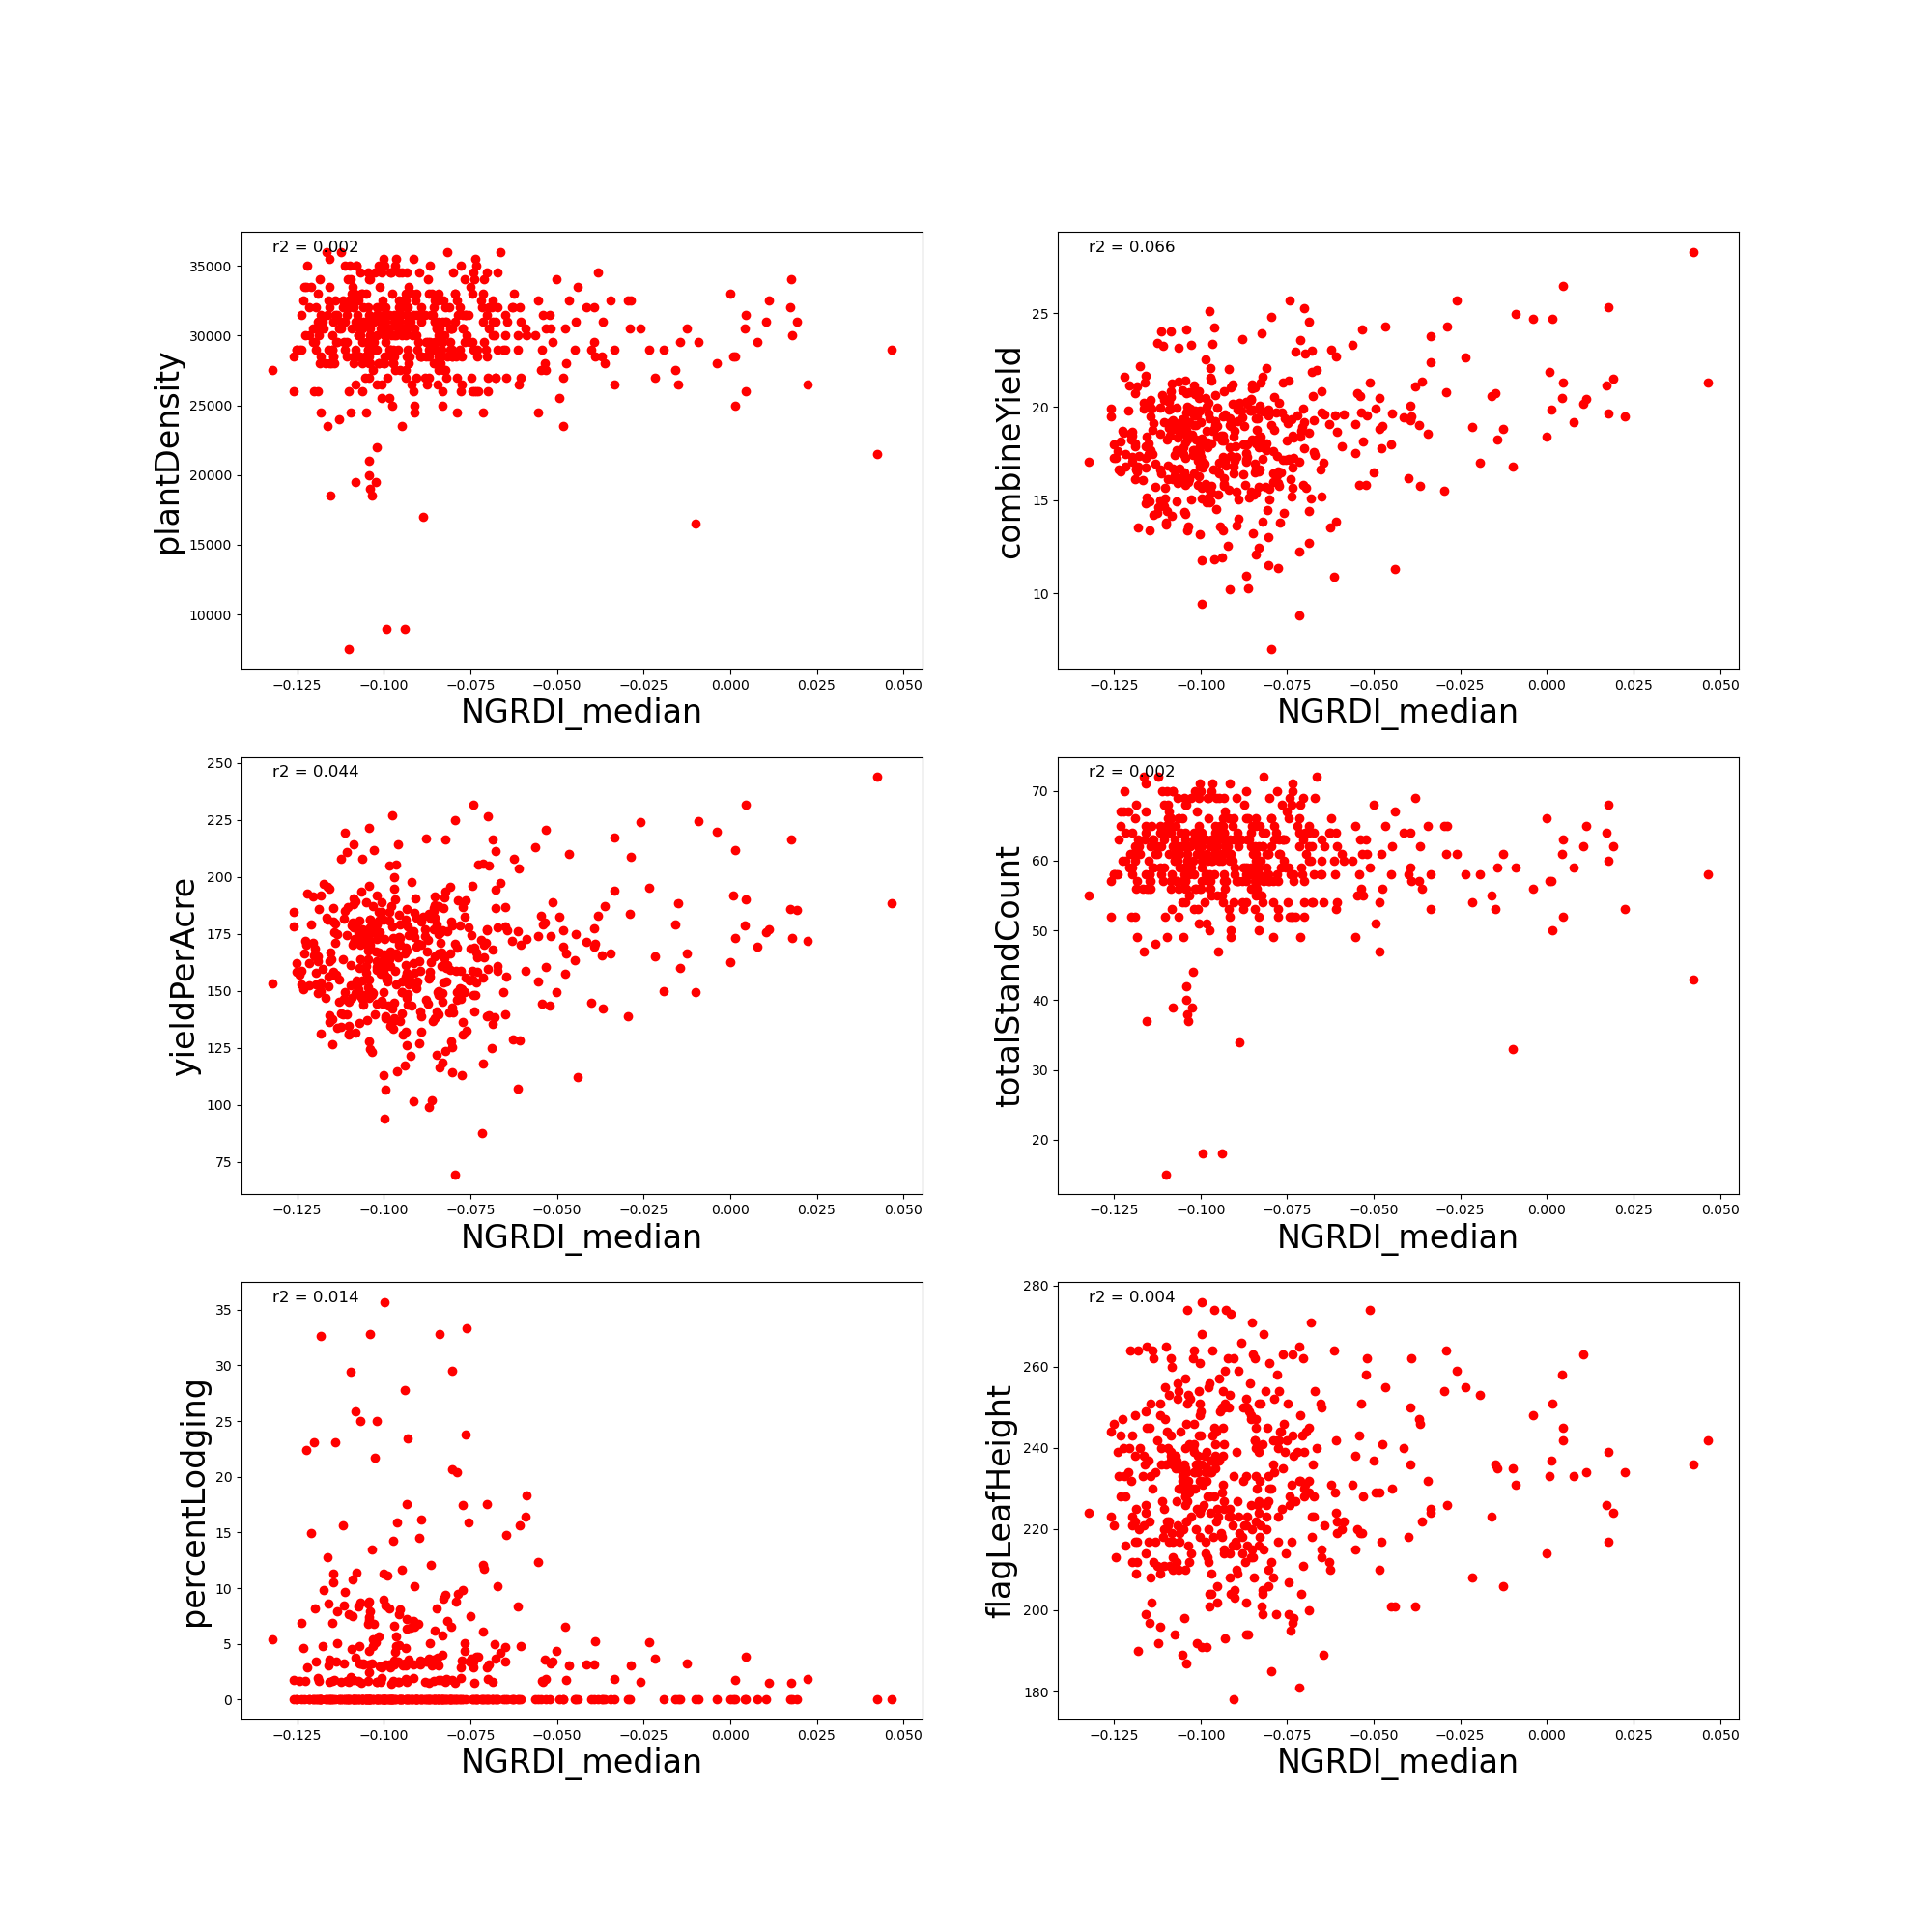 r2 = 0.002
35000
30000
25000
20000
15000
10000
plantDensity
−0.125 −0.100 −0.075 −0.050 −0.025 0.000 0.025 0.050
NGRDI_median
r2 = 0.066
25
20
15
10
combineYield
−0.125 −0.100 −0.075 −0.050 −0.025 0.000 0.025 0.050
NGRDI_median
r2 = 0.044
250
225
200
175
150
125
100
75
yieldPerAcre
−0.125 −0.100 −0.075 −0.050 −0.025 0.000 0.025 0.050
NGRDI_median
r2 = 0.002
70
60
50
40
30
20
totalStandCount
−0.125 −0.100 −0.075 −0.050 −0.025 0.000 0.025 0.050
NGRDI_median
r2 = 0.014
35
30
25
20
15
10
5
0
percentLodging
−0.125 −0.100 −0.075 −0.050 −0.025 0.000 0.025 0.050
NGRDI_median
r2 = 0.004
280
260
240
220
200
180
flagLeafHeight
−0.125 −0.100 −0.075 −0.050 −0.025 0.000 0.025 0.050
NGRDI_median